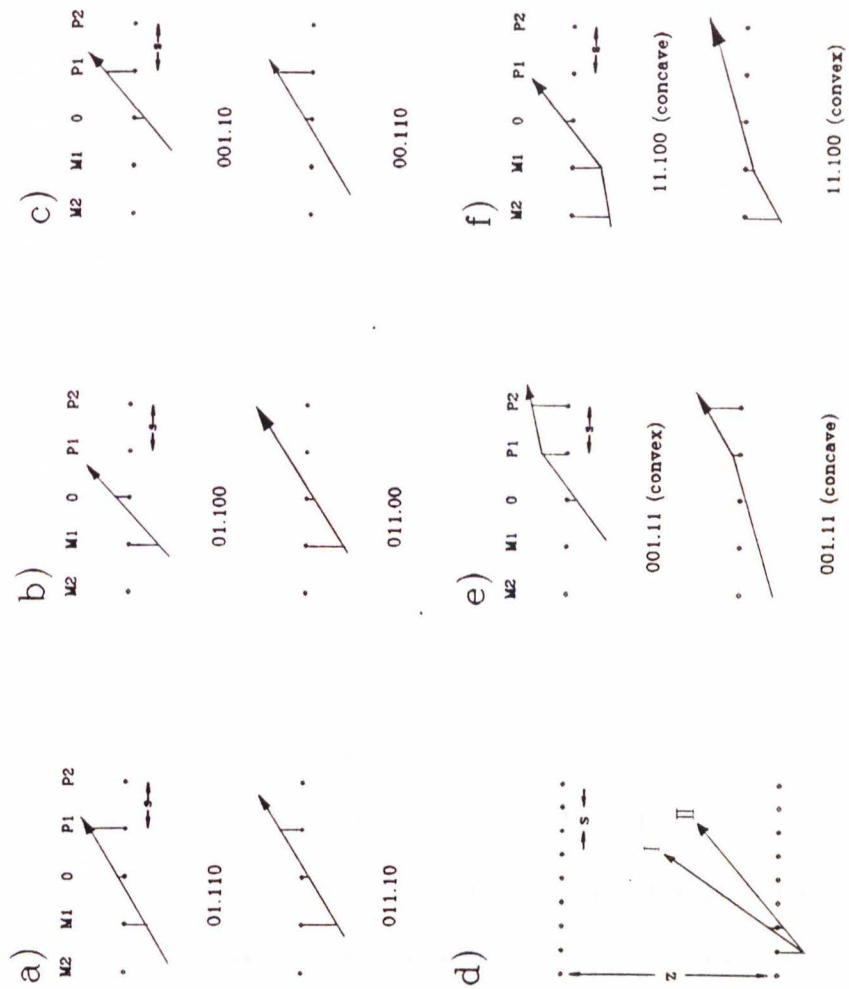 a)
M2 M1 0 P1 P2
s
01.110
011.10
b)
M2 M1 0 P1 P2
s
01.100
011.00
c)
M2 M1 0 P1 P2
s
001.10
00.110
d)
s
z
I
II
e)
M2 M1 0 P1 P2
s
001.11 (convex)
001.11 (concave)
f)
M2 M1 0 P1 P2
s
11.100 (concave)
11.100 (convex)